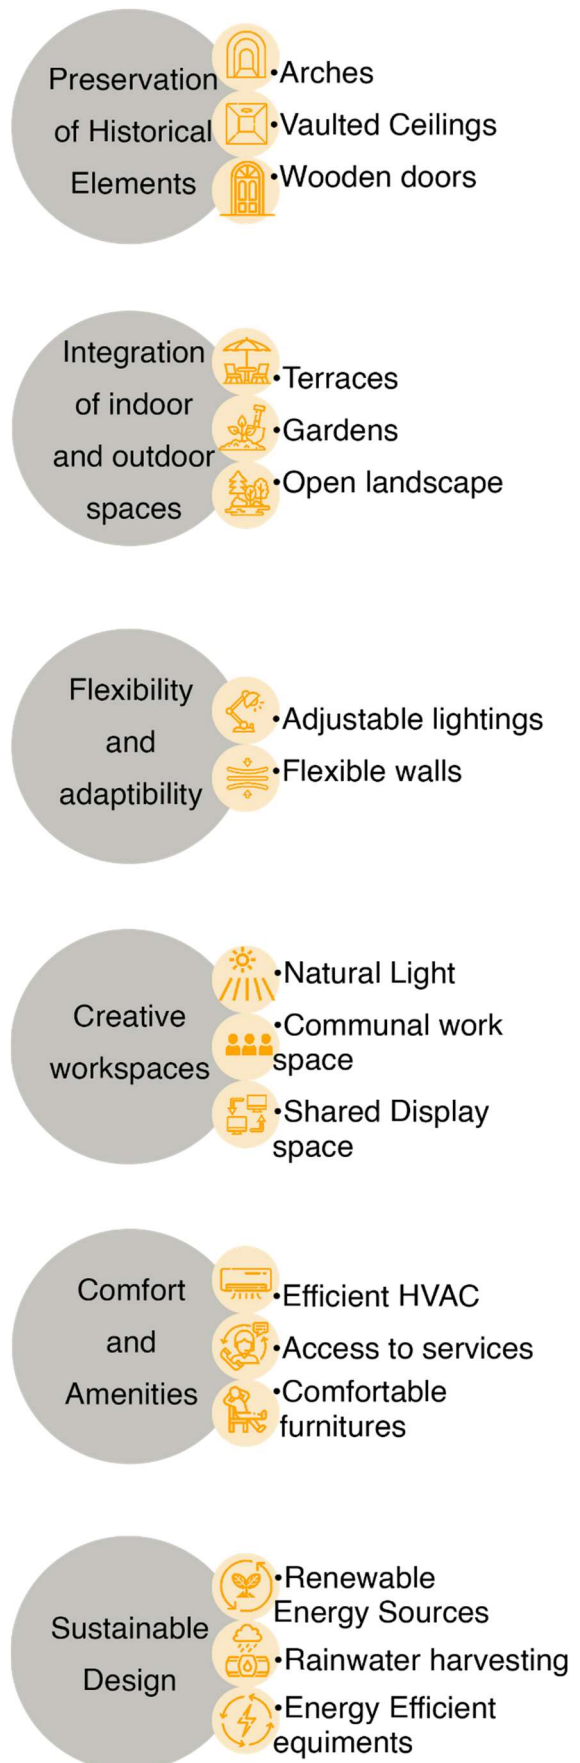 Preservation
of Historical
Elements
•Arches
•Vaulted Ceilings
•Wooden doors
Integration
of indoor
and outdoor
spaces
•Terraces
•Gardens
•Open landscape
Flexibility
and
adaptibility
•Adjustable lightings
•Flexible walls
Creative
workspaces
•Natural Light
•Communal work
space
•Shared Display
space
Comfort
and
Amenities
•Efficient HVAC
•Access to services
•Comfortable
furnitures
Sustainable
Design
•Renewable
Energy Sources
•Rainwater harvesting
•Energy Efficient
equiments